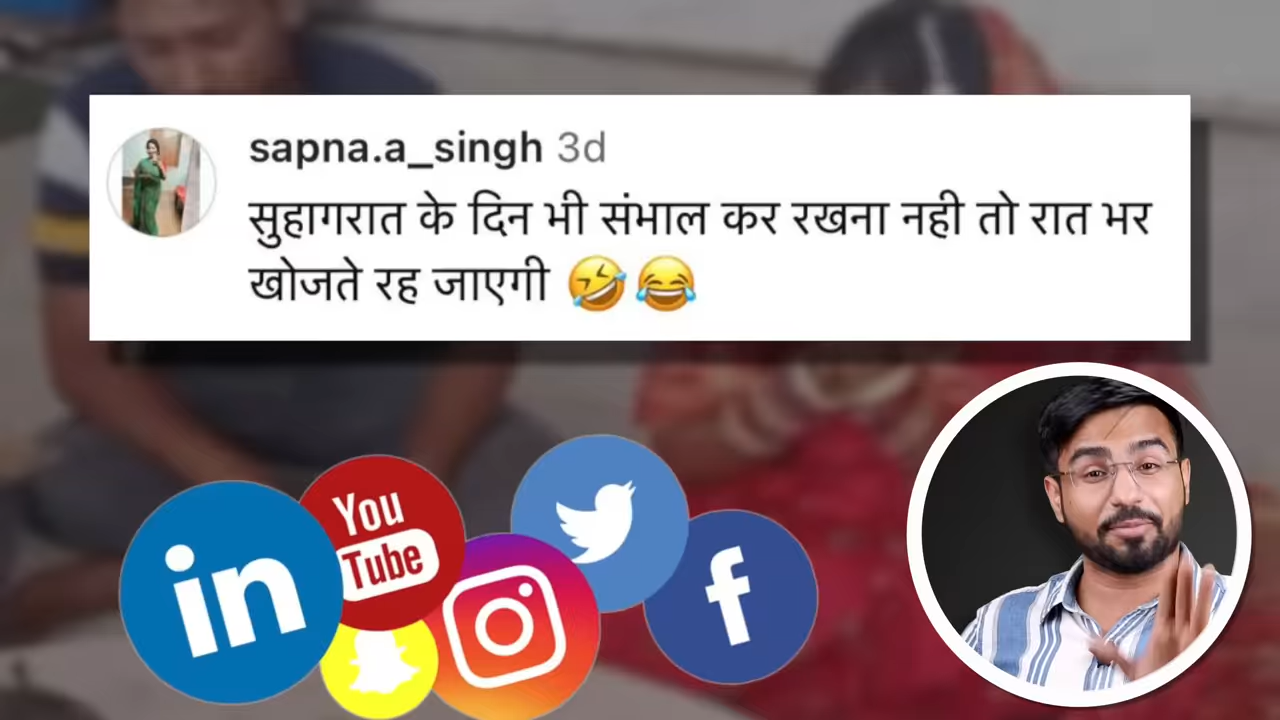 sapna.a_singh 3d
सुहागरात के दिन भी संभाल कर रखना नही तो रात भर
खोजते रह जाएगी 🤣😂
You
Tube
in
f